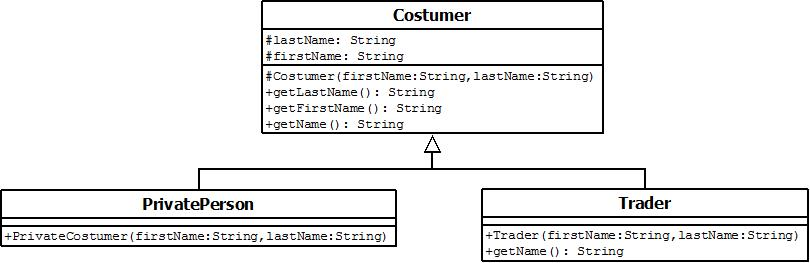 Costumer
#lastName: String
#firstName: String
#Costumer(firstName:String,lastName:String)
+getLastName(): String
+getFirstName(): String
+getName(): String
PrivatePerson
+PrivateCostumer(firstName:String,lastName:String)
Trader
+Trader(firstName:String,lastName:String)
+getName(): String